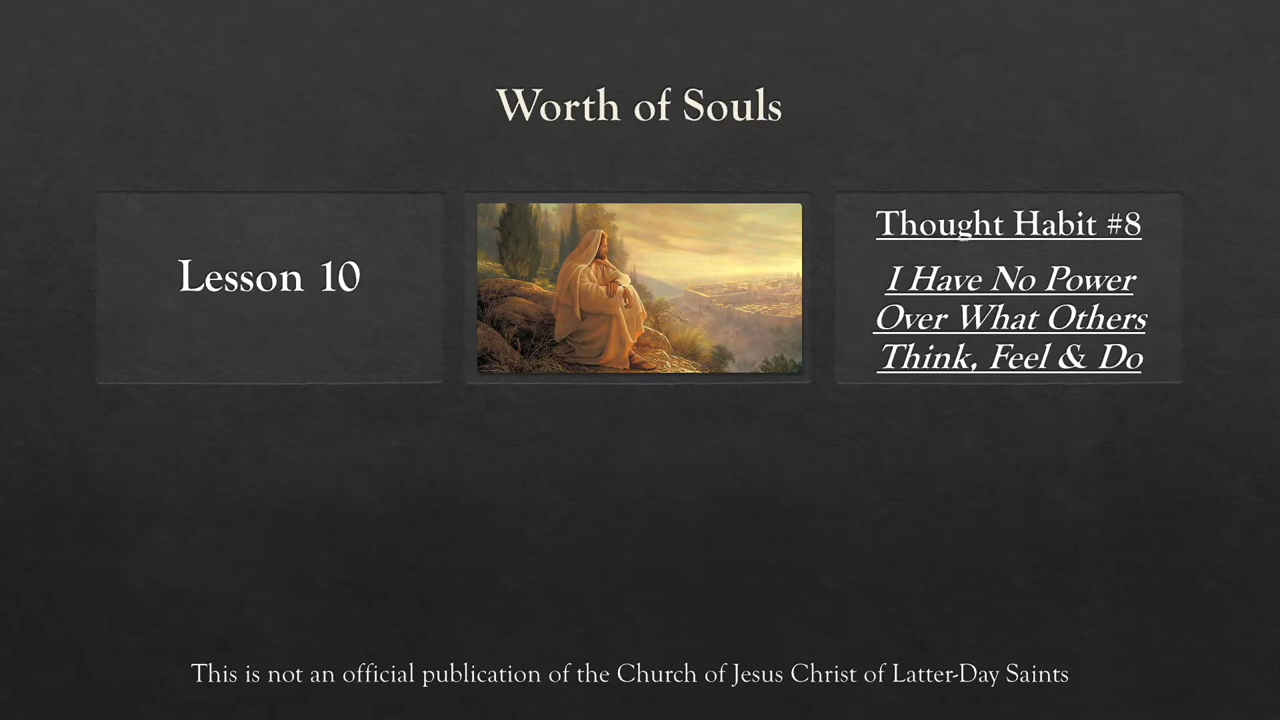 Worth of Souls
Lesson 10
Thought Habit #8
I Have No Power
Over What Others
Think, Feel & Do
This is not an official publication of the Church of Jesus Christ of Latter-Day Saints